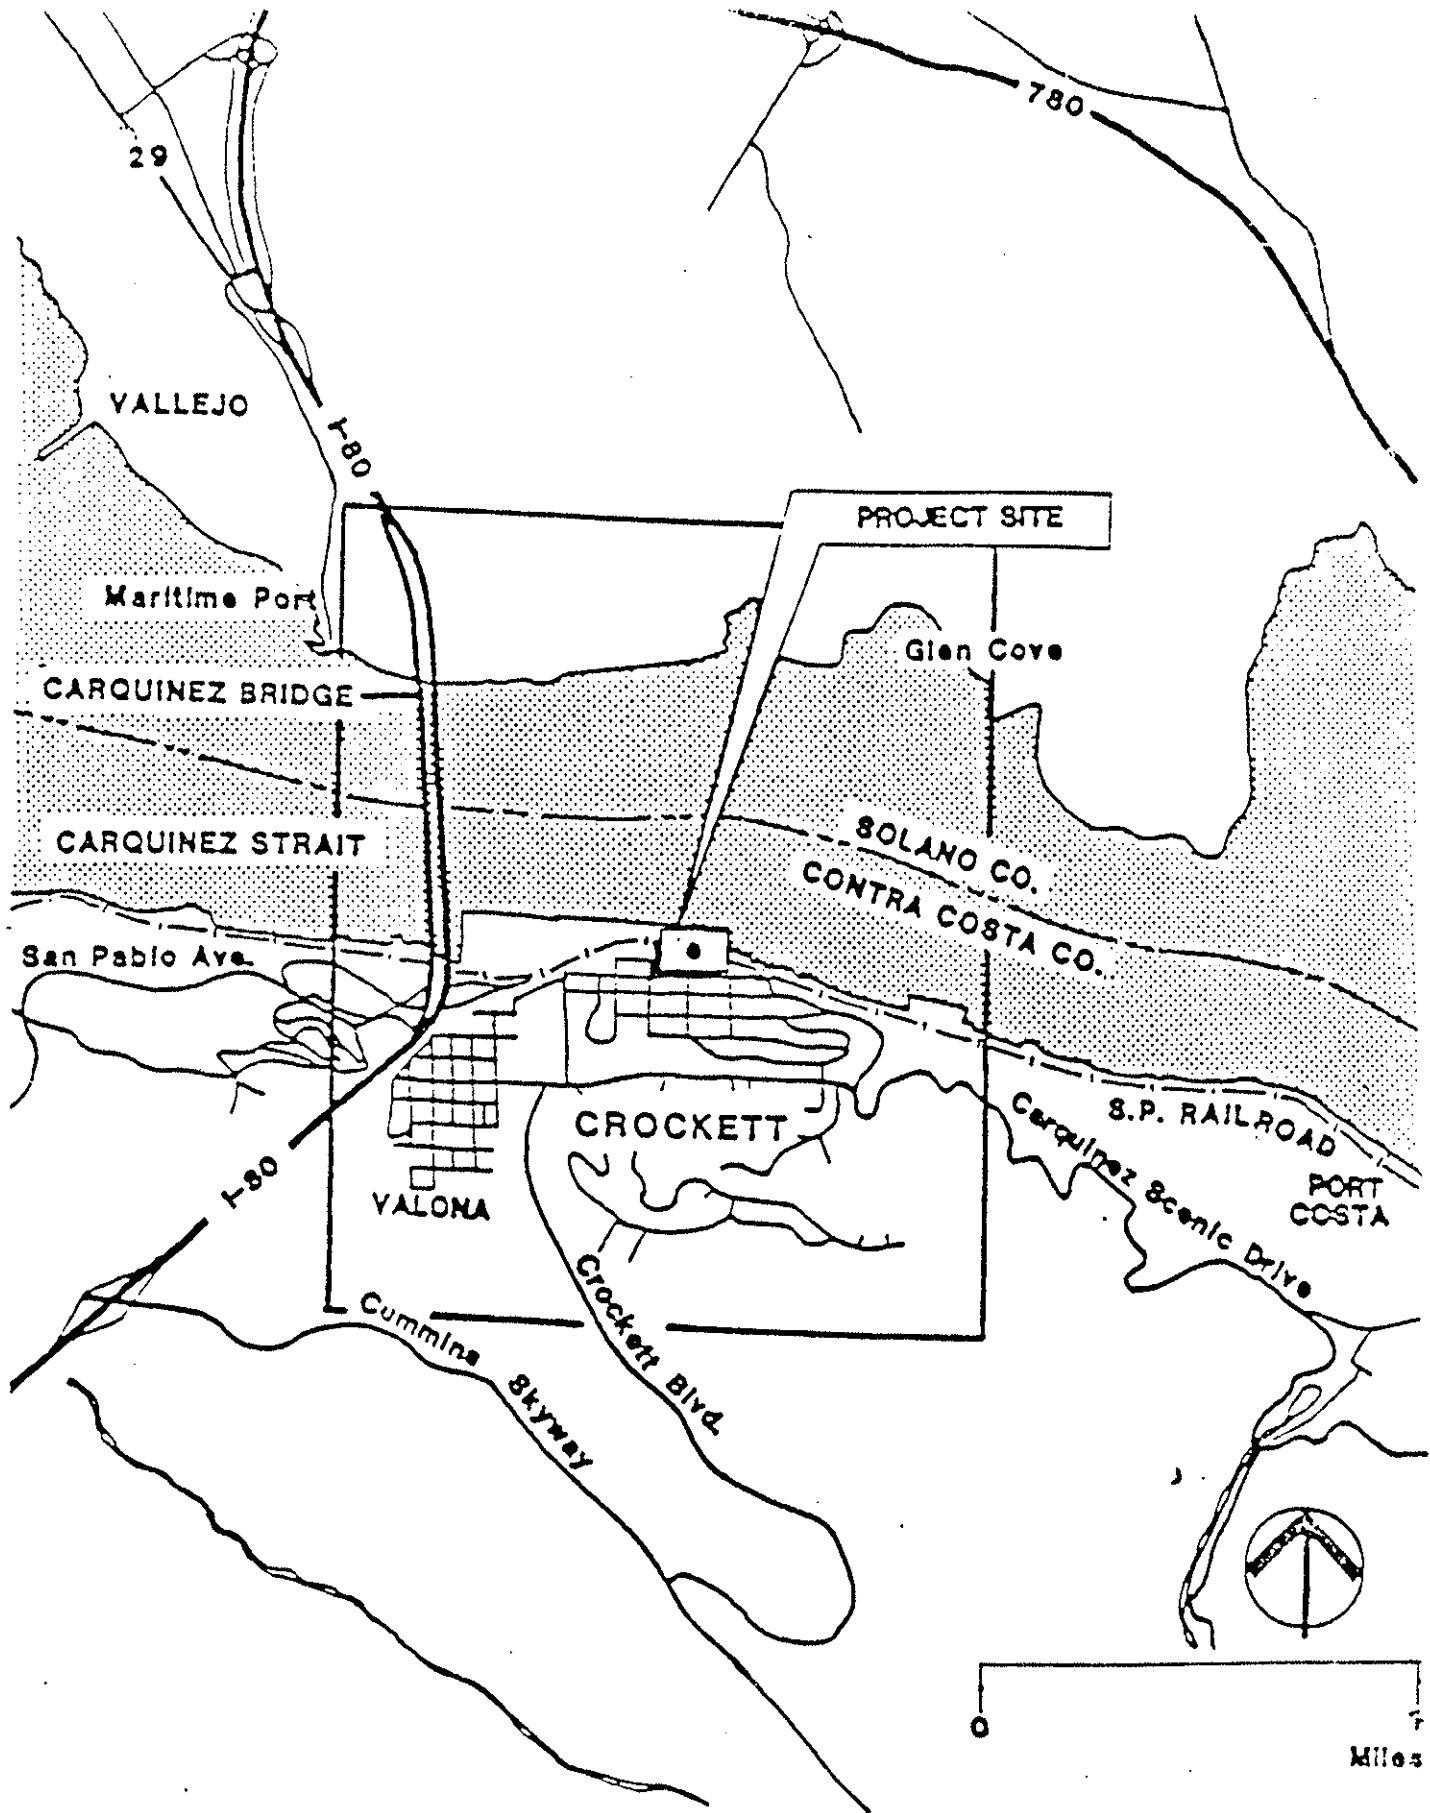 780
29
VALLEJO
I-80
PROJECT SITE
Maritime Port
Glen Cove
CARQUINEZ BRIDGE
SOLANO CO.
CARQUINEZ STRAIT
CONTRA COSTA CO.
San Pablo Ave.
CROCKETT
Carquinez Scenic Drive
S.P. RAILROAD
I-80
VALONA
PORT
COSTA
Crockett Blvd.
Cummins Skyway
0
Miles